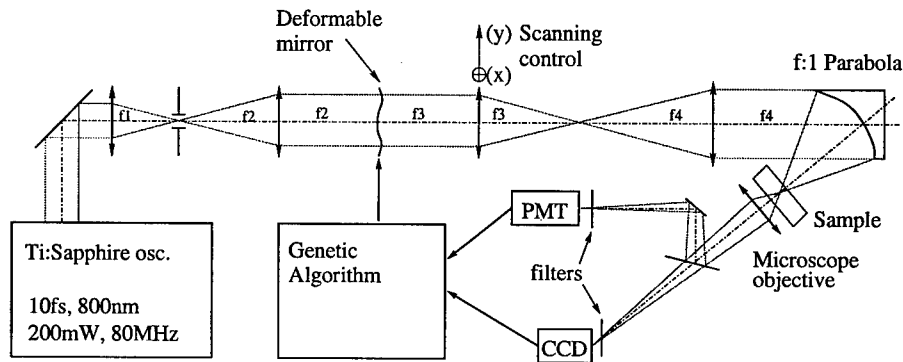 Deformable
mirror
(y) Scanning
(x) control
f:1 Parabola
f1
f2
f2
f3
f3
f4
f4
PMT
Sample
Ti:Sapphire osc.
10fs, 800nm
200mW, 80MHz
Genetic
Algorithm
filters
Microscope
objective
CCD